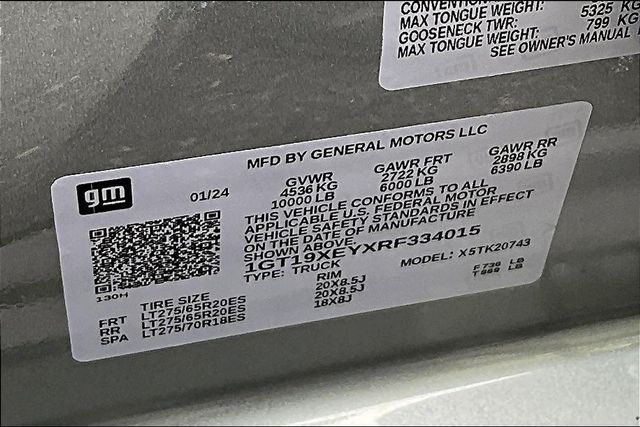 CONVENTION
MAX TONGUE WEIGHT: 5325 KG
GOOSENECK TWR: 799 KG
MAX TONGUE WEIGHT:
SEE OWNER'S MANUAL
MFD BY GENERAL MOTORS LLC
gm
01/24
GVWR GAWR FRT GAWR RR
4536 KG 2722 KG 2898 KG
10000 LB 6000 LB 6390 LB
THIS VEHICLE CONFORMS TO ALL
APPLICABLE U.S. FEDERAL MOTOR
VEHICLE SAFETY STANDARDS IN EFFECT
ON THE DATE OF MANUFACTURE
SHOWN ABOVE.
1GT19XEYXRF334015
TYPE: TRUCK MODEL: X5TK20743
130H
TIRE SIZE RIM
FRT LT275/65R20ES 20X8.5J
RR LT275/65R20ES 20X8.5J
SPA LT275/70R18ES 18X8J